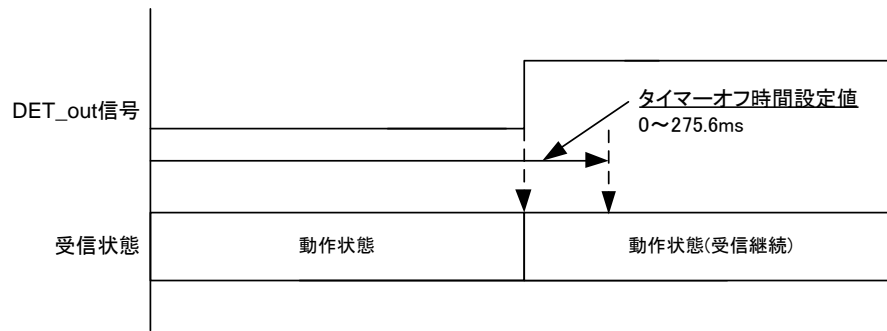 DET_out信号
タイマーオフ時間設定値
0～275.6ms
受信状態
動作状態
動作状態(受信継続)